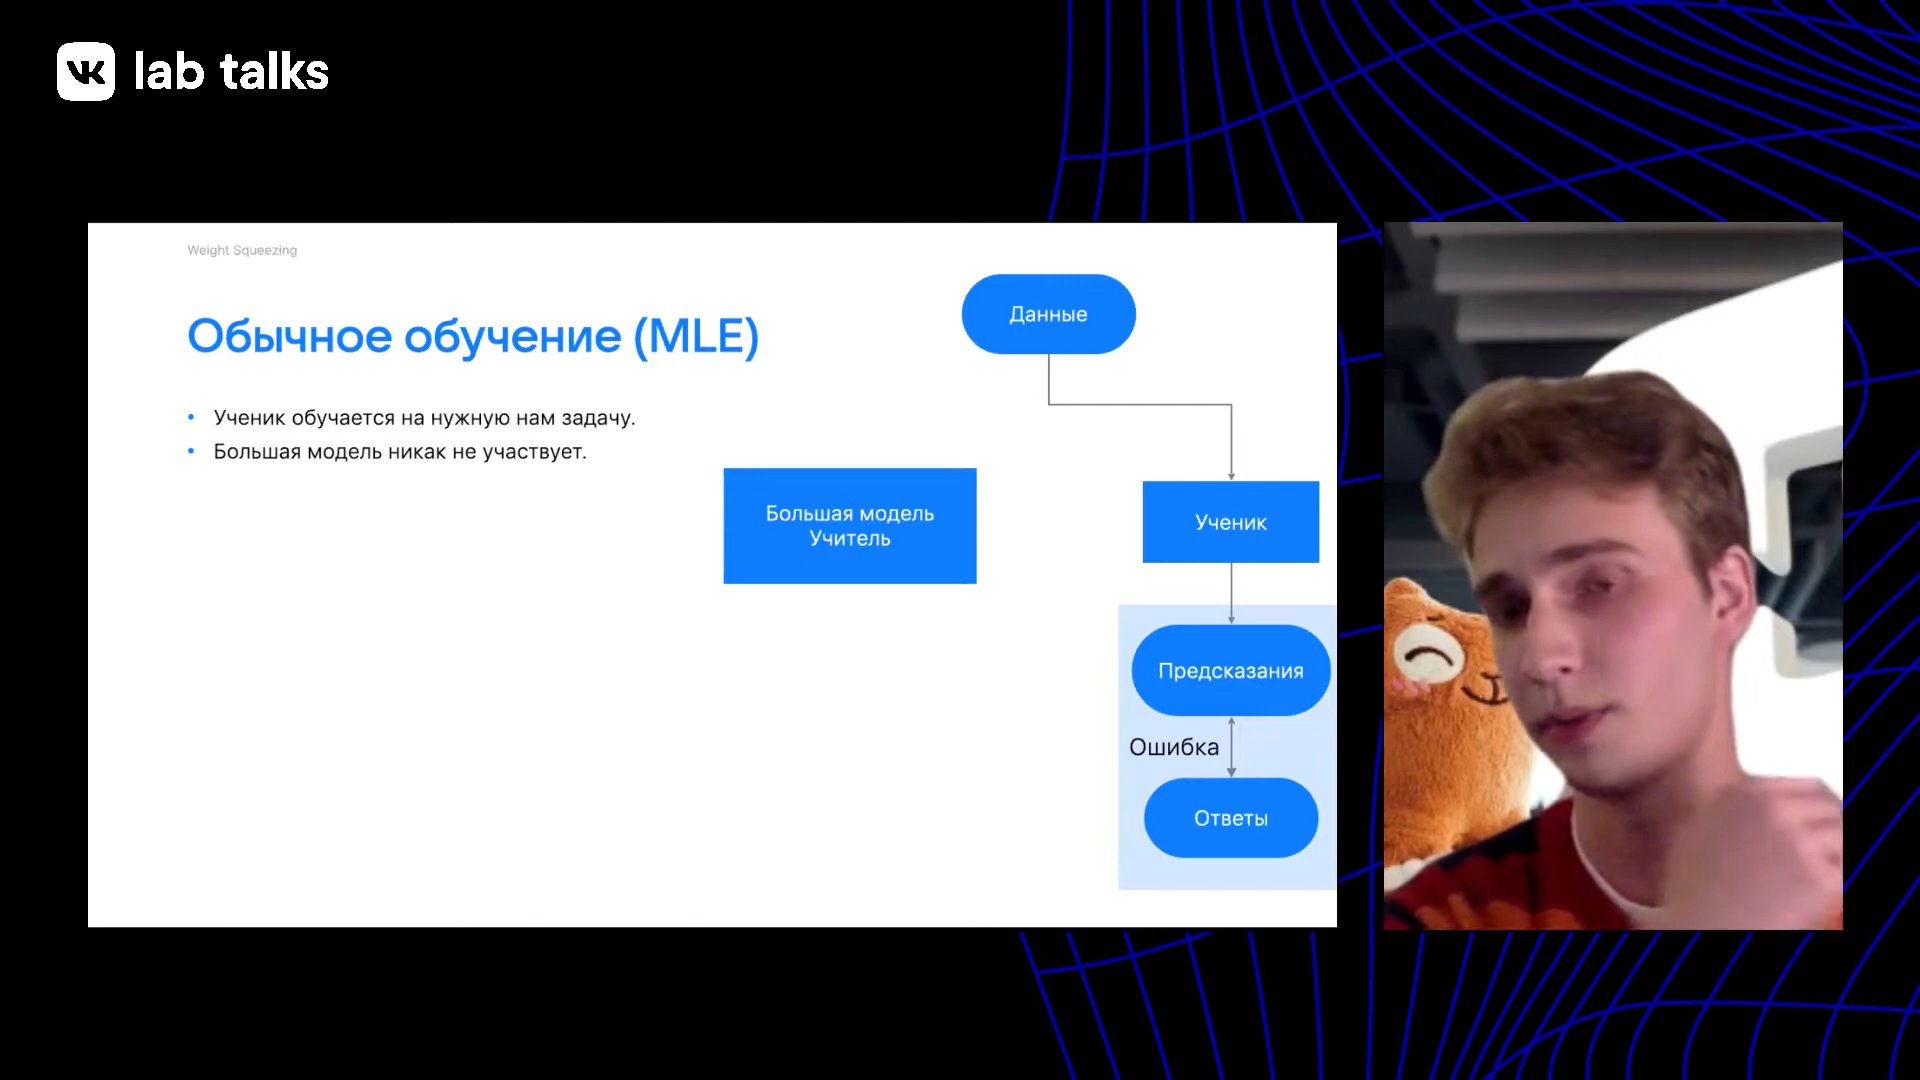 VK lab talks
Weight Squeezing
Обычное обучение (MLE)
• Ученик обучается на нужную нам задачу.
• Большая модель никак не участвует.
Данные
Большая модель
Учитель
Ученик
Предсказания
Ошибка
Ответы